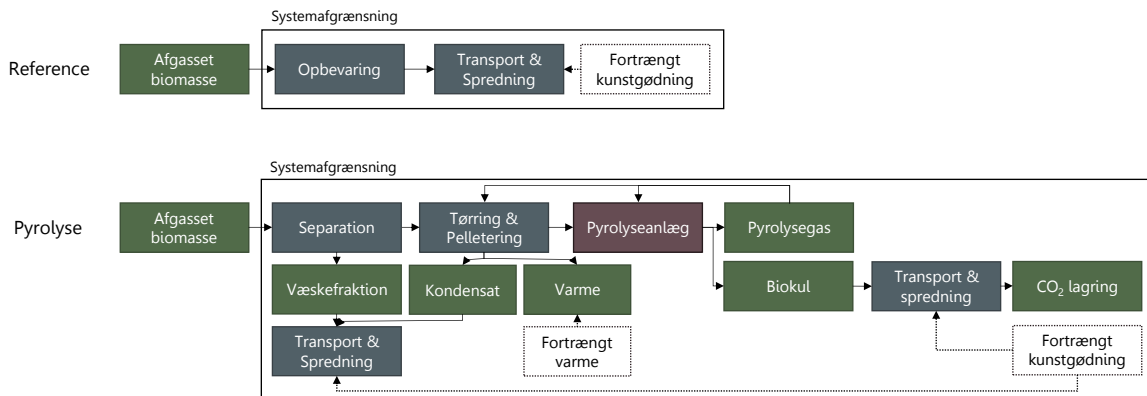 Systemafgrænsning
Reference
Afgasset
biomasse
Opbevaring
Transport &
Spredning
Fortrængt
kunstgødning
Systemafgrænsning
Pyrolyse
Afgasset
biomasse
Separation
Tørring &
Pelletering
Pyrolyseanlæg
Pyrolysegas
Væskefraktion
Kondensat
Varme
Biokul
Transport &
spredning
CO₂ lagring
Transport &
Spredning
Fortrængt
varme
Fortrængt
kunstgødning